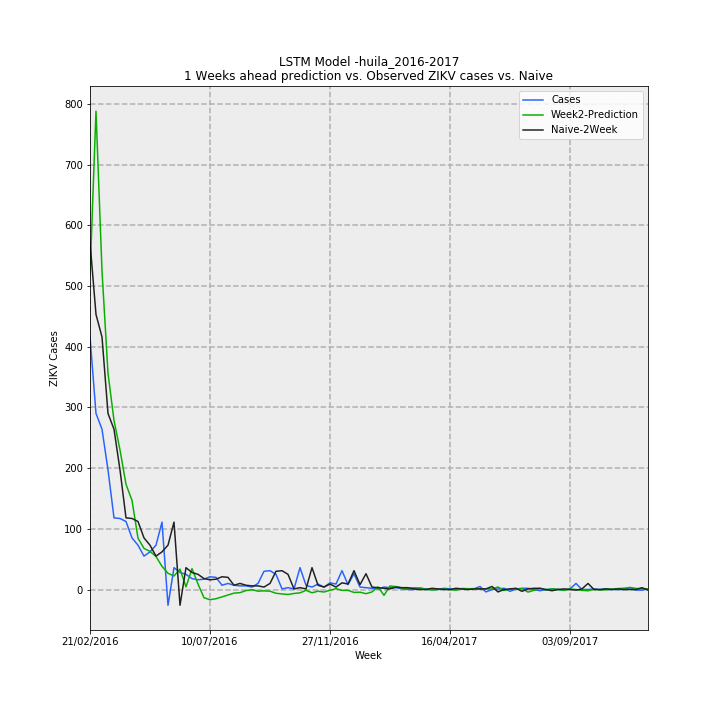 LSTM Model -huila_2016-2017
1 Weeks ahead prediction vs. Observed ZIKV cases vs. Naive
Cases
Week2-Prediction
Naive-2Week
800
700
600
500
400
300
200
100
0
ZIKV Cases
21/02/2016
10/07/2016
27/11/2016
16/04/2017
03/09/2017
Week